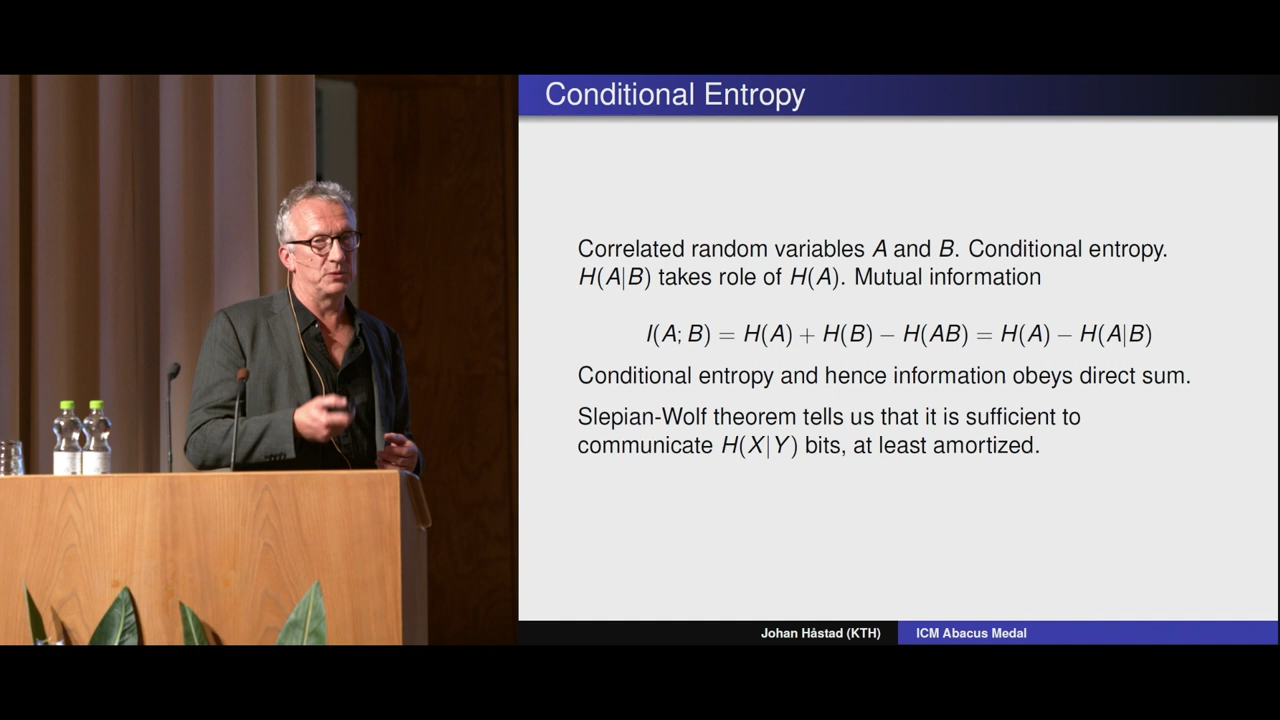 Conditional Entropy
Correlated random variables A and B. Conditional entropy.
H(A|B) takes role of H(A). Mutual information
I(A; B) = H(A) + H(B) − H(AB) = H(A) − H(A|B)
Conditional entropy and hence information obeys direct sum.
Slepian-Wolf theorem tells us that it is sufficient to
communicate H(X|Y) bits, at least amortized.
Johan Håstad (KTH)
ICM Abacus Medal